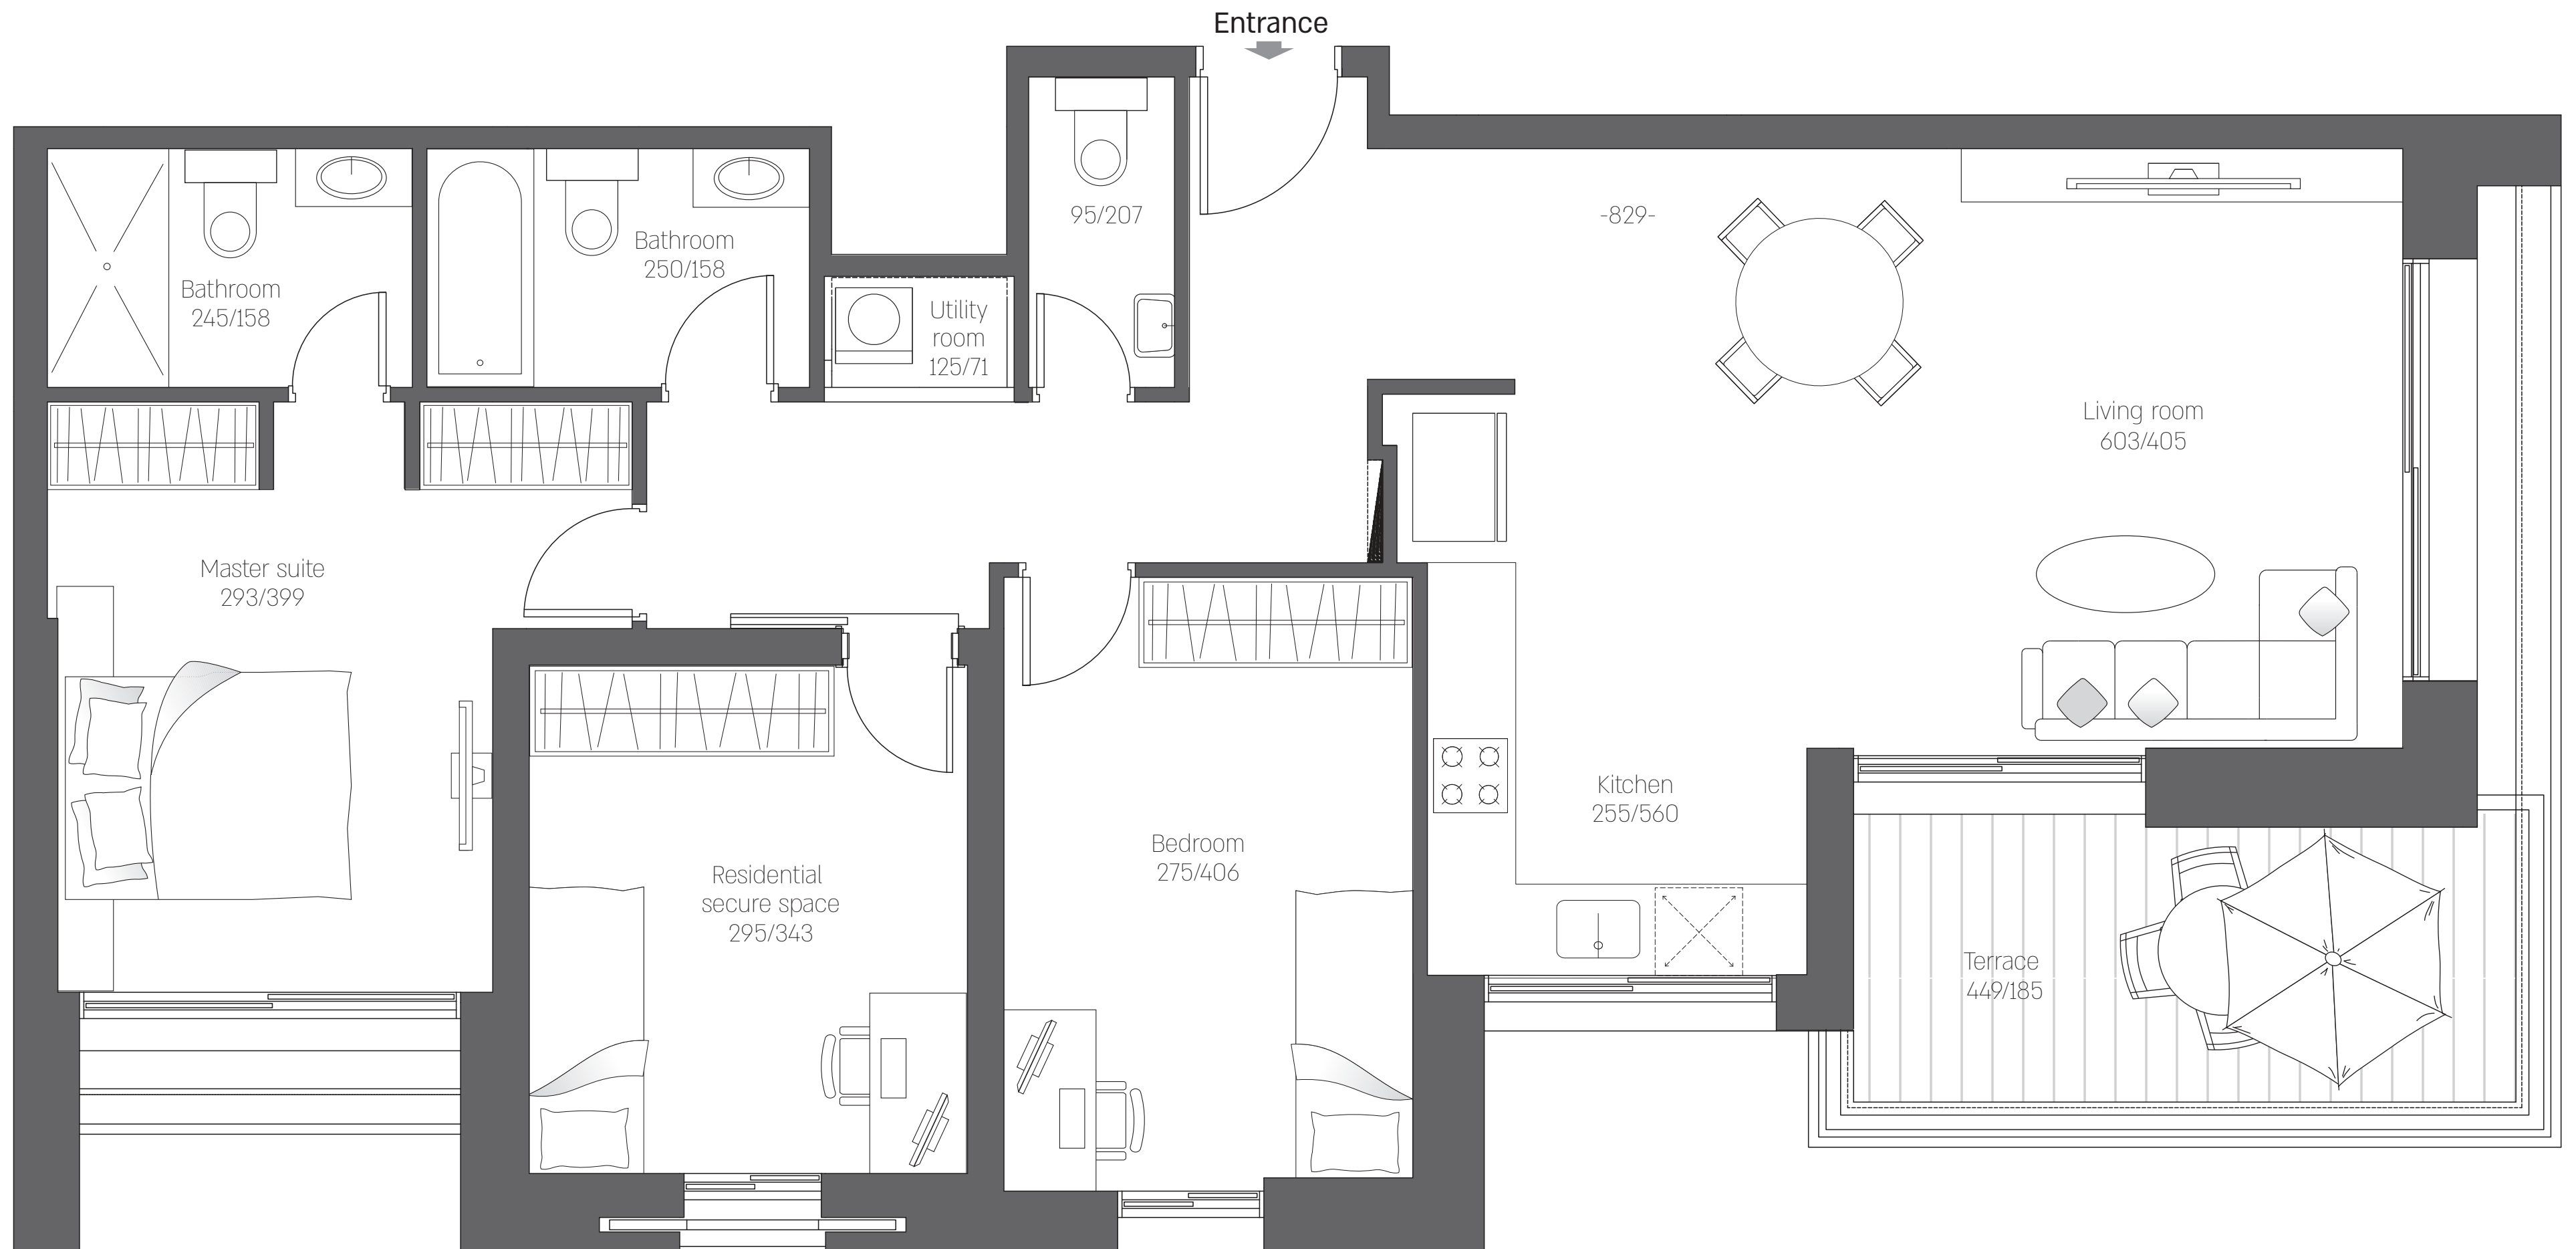 Entrance
95/207
-829-
Bathroom
250/158
Bathroom
245/158
Utility
room
125/71
Living room
603/405
Master suite
293/399
Kitchen
255/560
Bedroom
275/406
Residential
secure space
295/343
Terrace
449/185